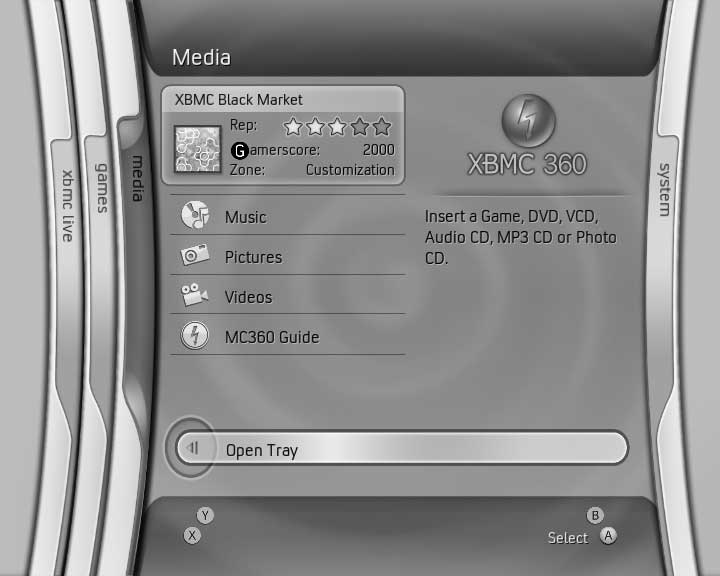 Media
XBMC Black Market
Rep:
Gamerscore: 2000
Zone: Customization
XBMC 360
xbmc live
games
media
system
Music
Pictures
Videos
MC360 Guide
Insert a Game, DVD, VCD,
Audio CD, MP3 CD or Photo
CD.
Open Tray
Y
X
B
Select A